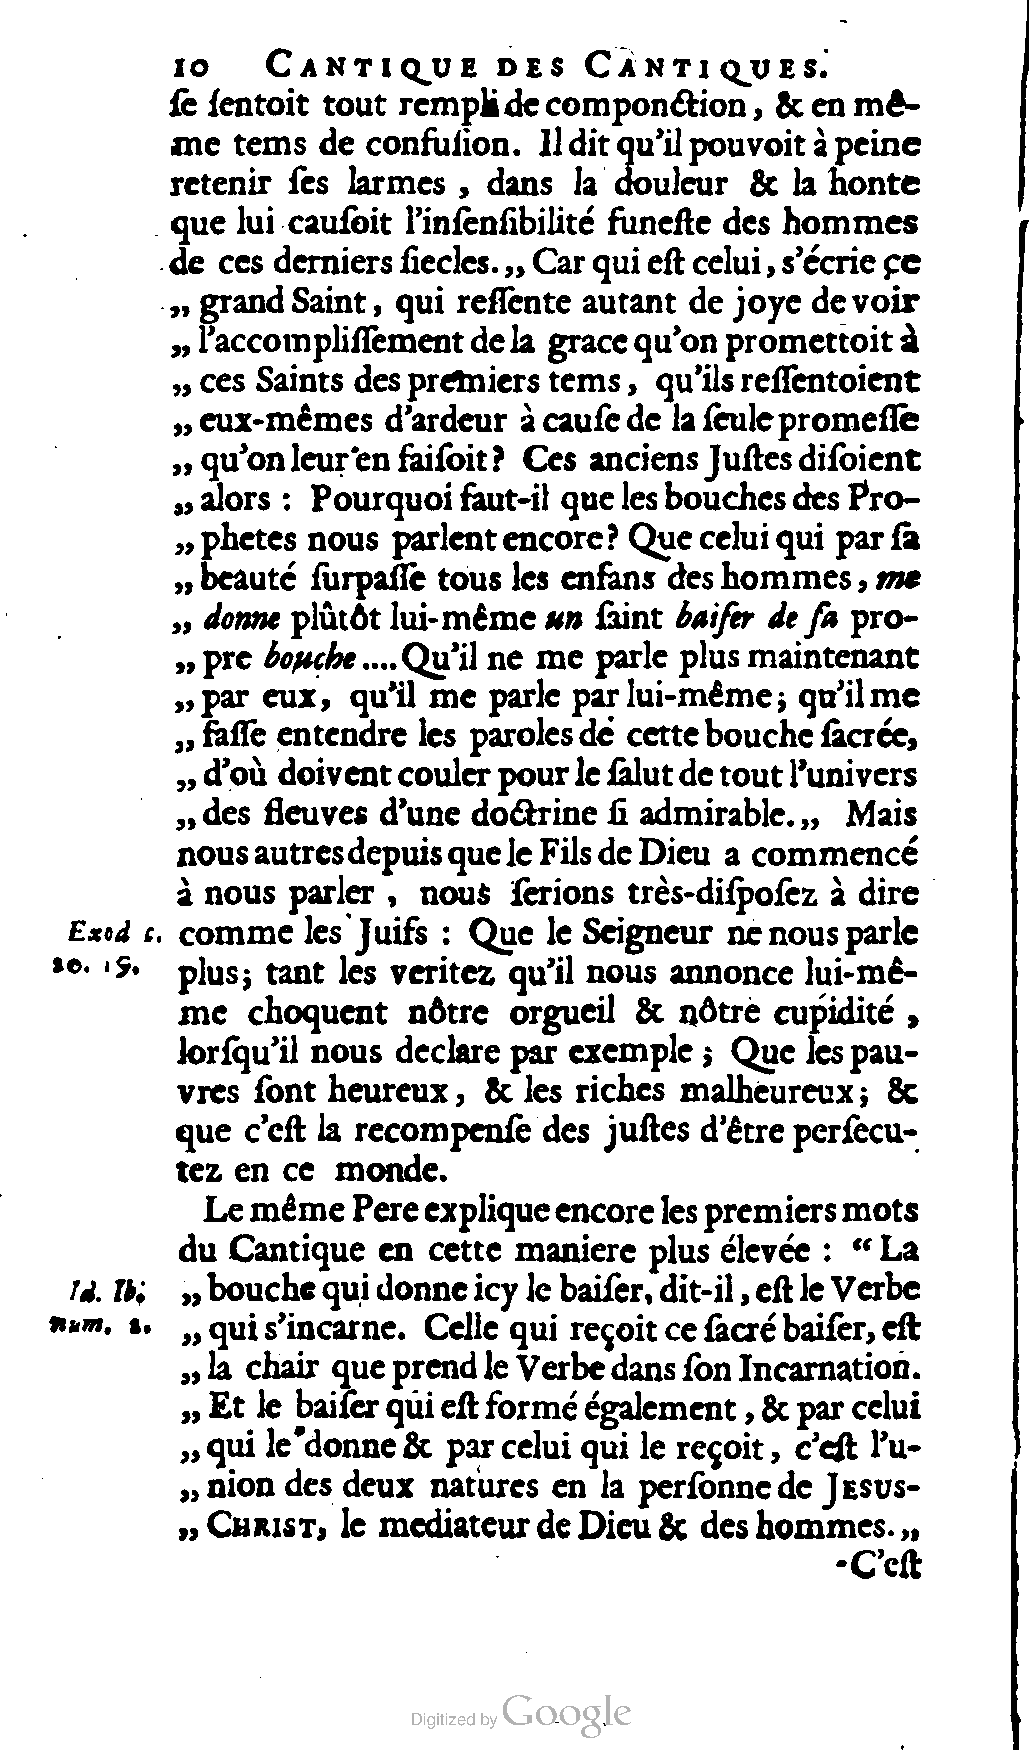 10 CANTIQUE DES CANTIQUES.
ſe ſentoit tout rempli de componction, & en mê-
me tems de confuſion. Il dit qu'il pouvoit à peine
retenir ſes larmes , dans la douleur & la honte
que lui cauſoit l'inſenſibilité funeſte des hommes
de ces derniers ſiecles.„ Car qui eſt celui, s'écrie ce
„ grand Saint, qui reſſente autant de joye de voir
„ l'accompliſſement de la grace qu'on promettoit à
„ ces Saints des premiers tems, qu'ils reſſentoient
„ eux-mêmes d'ardeur à cauſe de la ſeule promeſſe
„ qu'on leur en faiſoit? Ces anciens Juſtes diſoient
„ alors : Pourquoi faut-il que les bouches des Pro-
„ phetes nous parlent encore? Que celui qui par ſa
„ beauté ſurpaſſe tous les enfans des hommes, me
„ donne plûtôt lui-même un ſaint baiſer de ſa pro-
„ pre bouche .... Qu'il ne me parle plus maintenant
„ par eux, qu'il me parle par lui-même; qu'il me
„ faſſe entendre les paroles de cette bouche ſacrée,
„ d'où doivent couler pour le ſalut de tout l'univers
„ des fleuves d'une doctrine ſi admirable.„ Mais
nous autres depuis que le Fils de Dieu a commencé
à nous parler , nous ſerions très-diſpoſez à dire
Exod c. comme les Juifs : Que le Seigneur ne nous parle
20. 19. plus; tant les veritez qu'il nous annonce lui-mê-
me choquent nôtre orgueil & nôtre cupidité ,
lorſqu'il nous declare par exemple ; Que les pau-
vres ſont heureux, & les riches malheureux; &
que c'eſt la recompenſe des juſtes d'être perſecu-
tez en ce monde.
Le même Pere explique encore les premiers mots
du Cantique en cette maniere plus élevée : “ La
Id. Ib. „ bouche qui donne icy le baiſer, dit-il, eſt le Verbe
num. 2. „ qui s'incarne. Celle qui reçoit ce ſacré baiſer, eſt
„ la chair que prend le Verbe dans ſon Incarnation.
„ Et le baiſer qui eſt formé également, & par celui
„ qui le donne & par celui qui le reçoit, c'eſt l'u-
„ nion des deux natures en la perſonne de JESUS-
„ CHRIST, le mediateur de Dieu & des hommes.„
C'eſt
Digitized by Google